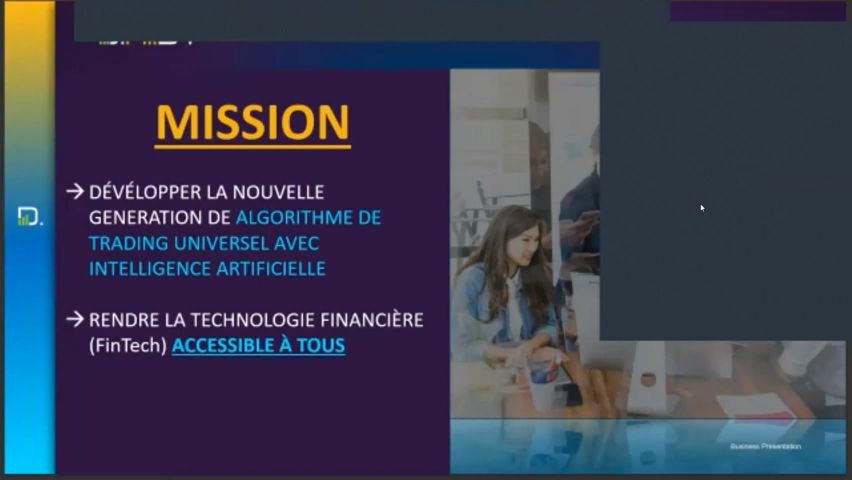 MISSION
→ DÉVÉLOPPER LA NOUVELLE
GENERATION DE ALGORITHME DE
TRADING UNIVERSEL AVEC
INTELLIGENCE ARTIFICIELLE
→ RENDRE LA TECHNOLOGIE FINANCIÈRE
(FinTech) ACCESSIBLE À TOUS
D.
Business Presentation